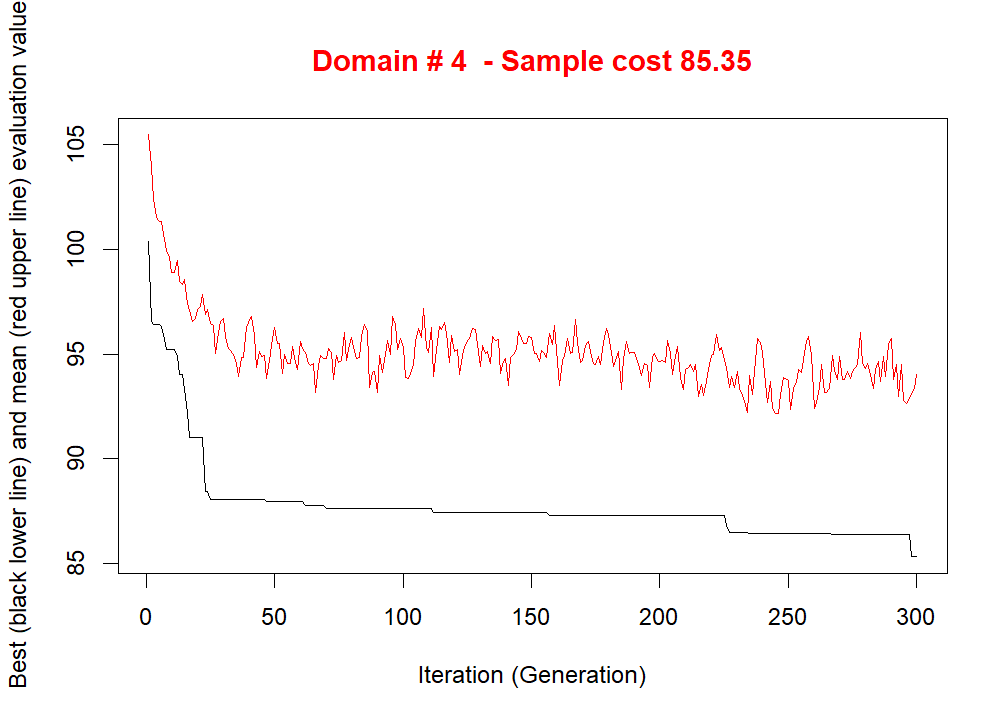 Domain # 4  - Sample cost 85.35
Best (black lower line) and mean (red upper line) evaluation value
105
100
95
90
85
0 50 100 150 200 250 300
Iteration (Generation)